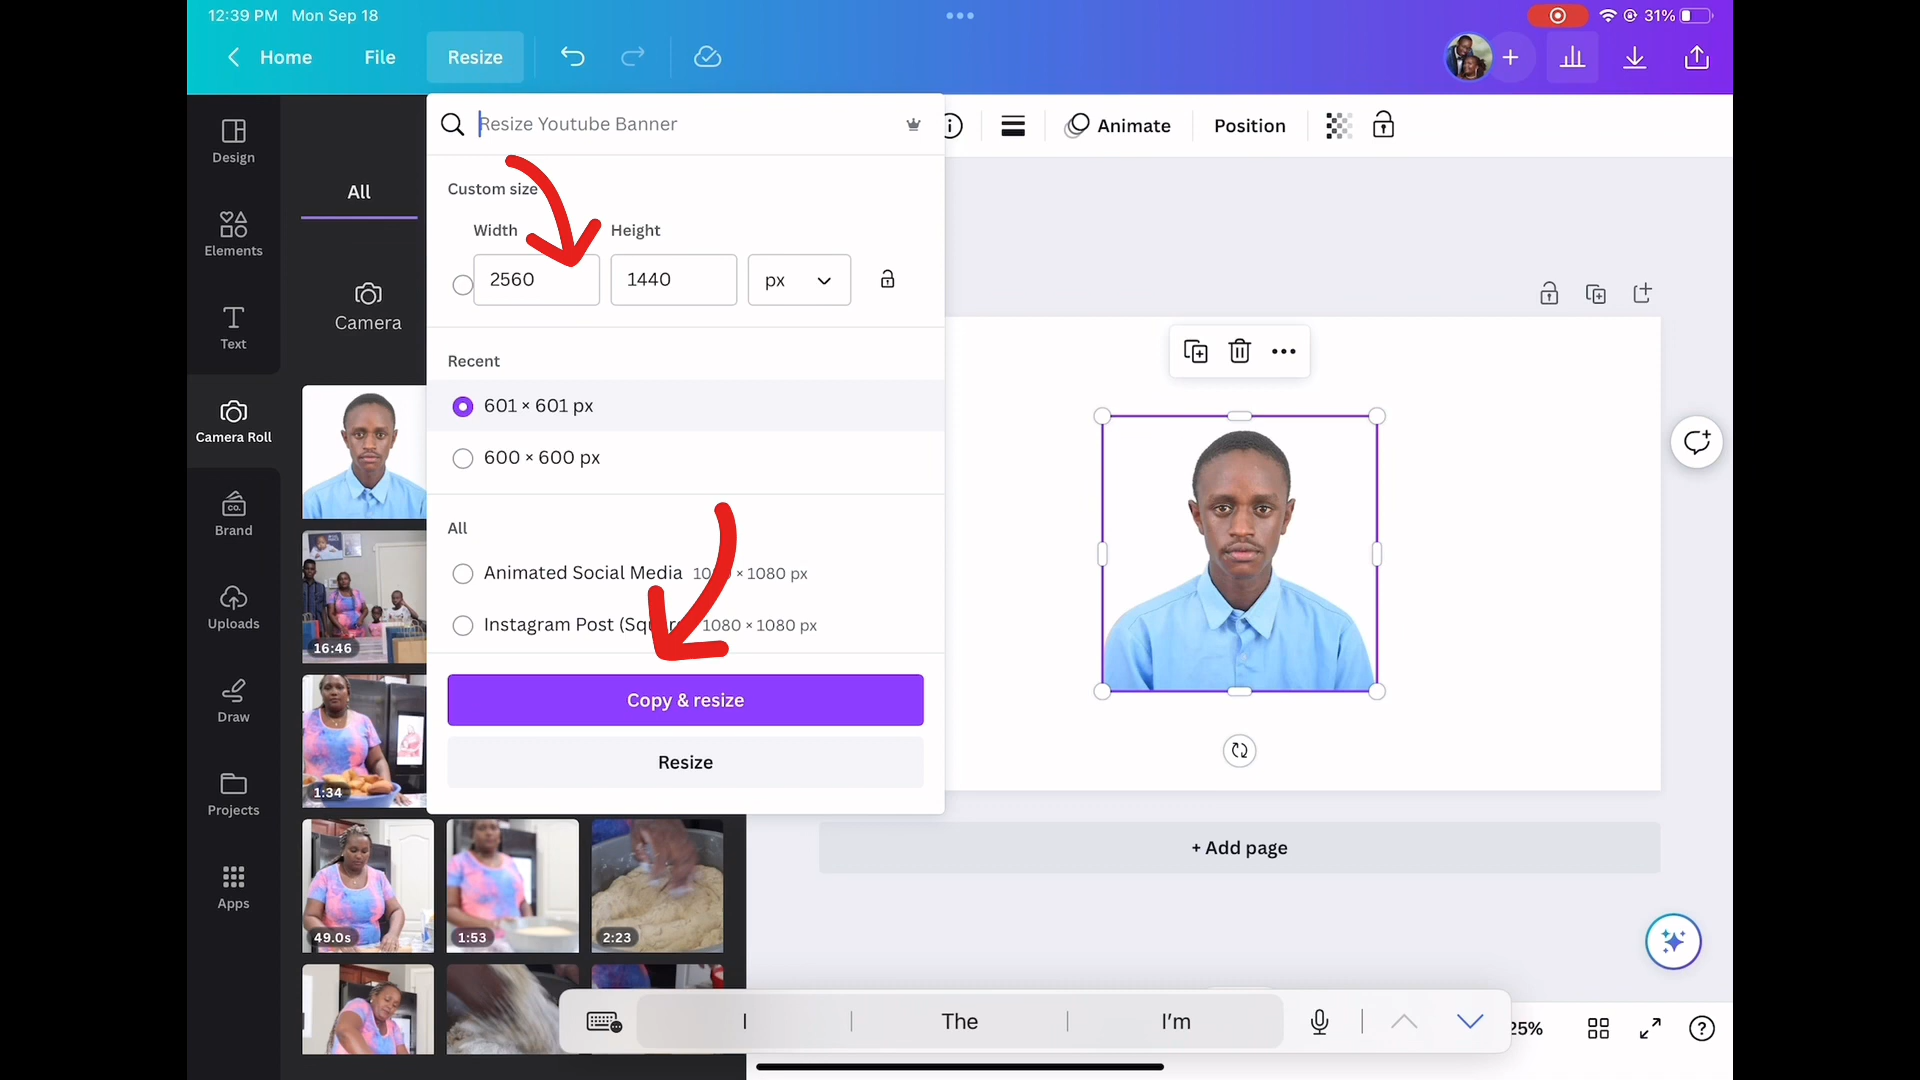 12:39 PM Mon Sep 18
31%
Home
File
Resize
Resize Youtube Banner
Animate
Position
Design
Elements
Text
Camera Roll
Brand
Uploads
Draw
Projects
Apps
All
Camera
16:46
1:34
49.0s
1:53
2:23
Custom size
Width
Height
2560
1440
px
Recent
601 × 601 px
600 × 600 px
All
Animated Social Media × 1080 px
Instagram Post 1080 × 1080 px
Copy & resize
Resize
+ Add page
I
The
I'm
25%